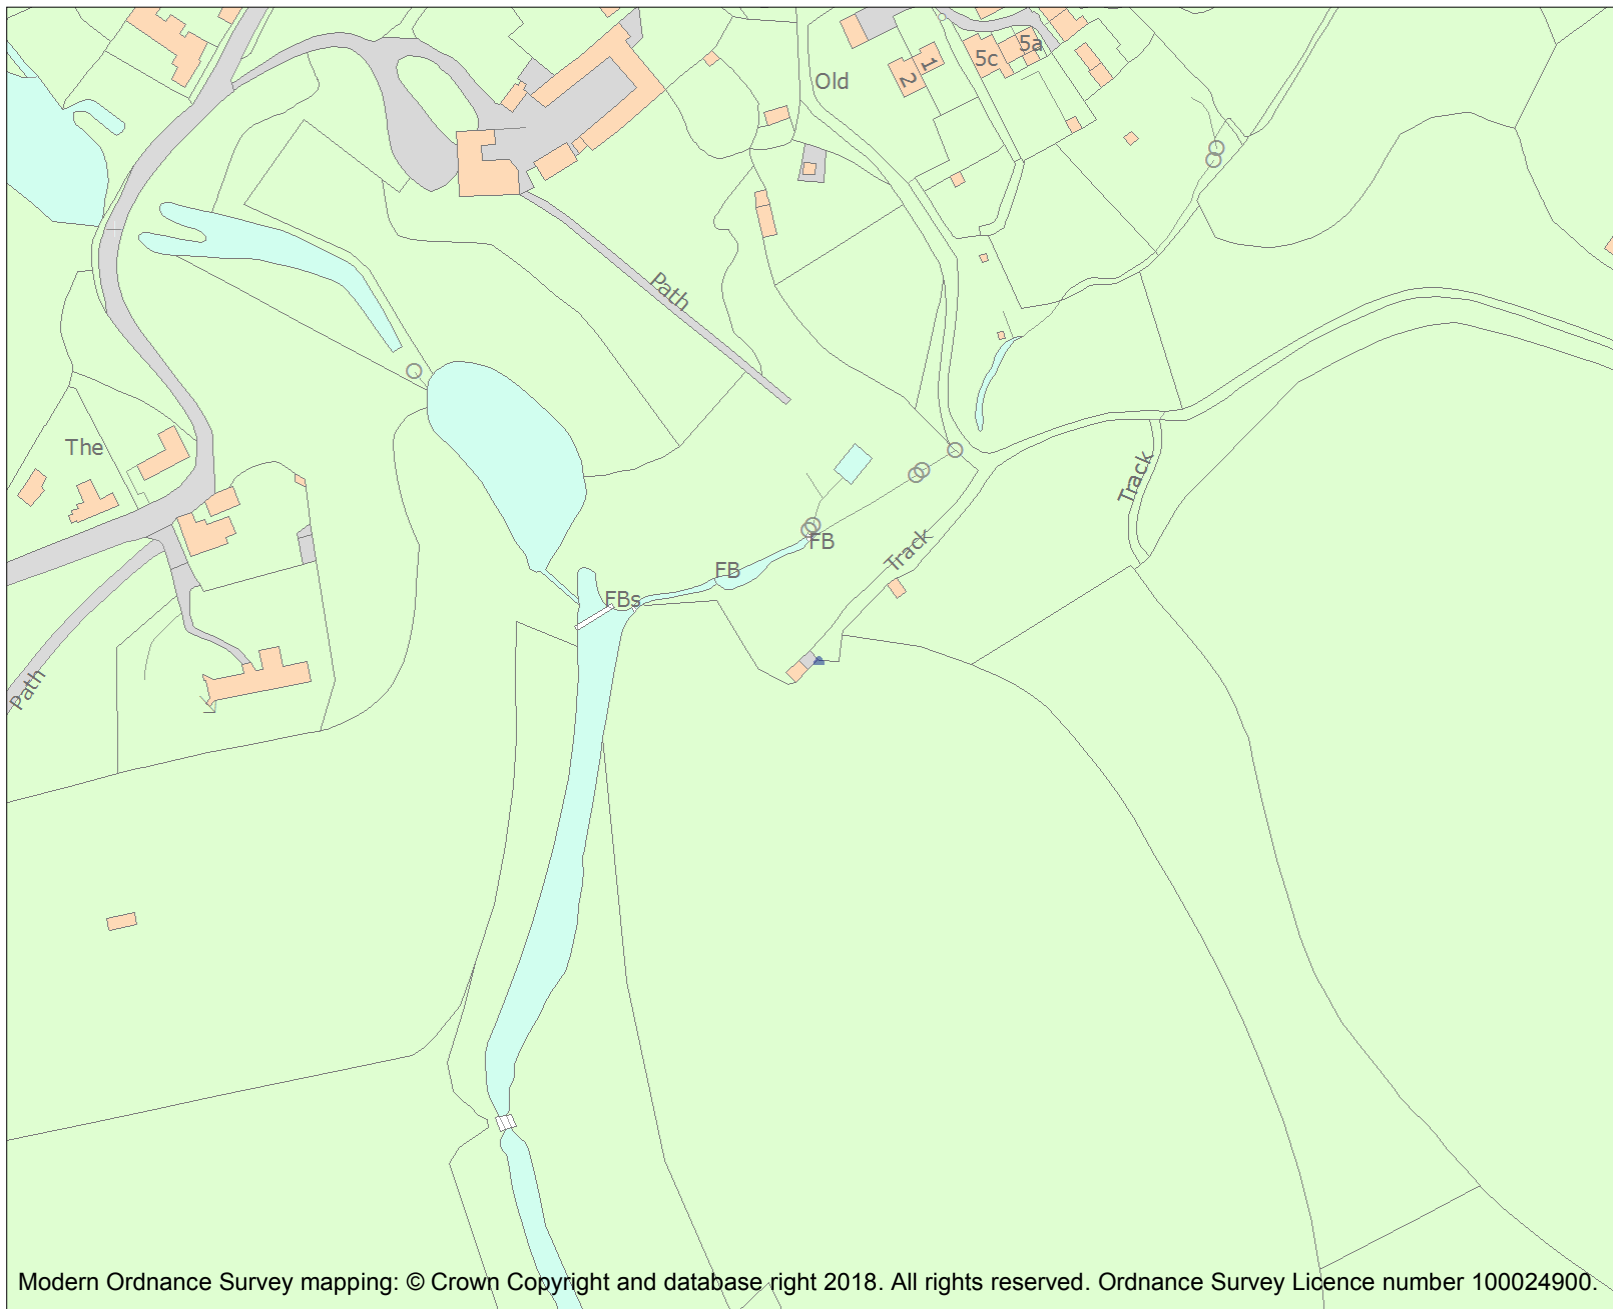 5a
5c
1
2
Old
Path
The
Track
FB
Track
FB
FBs
Path
Modern Ordnance Survey mapping: © Crown Copyright and database right 2018. All rights reserved. Ordnance Survey Licence number 100024900.